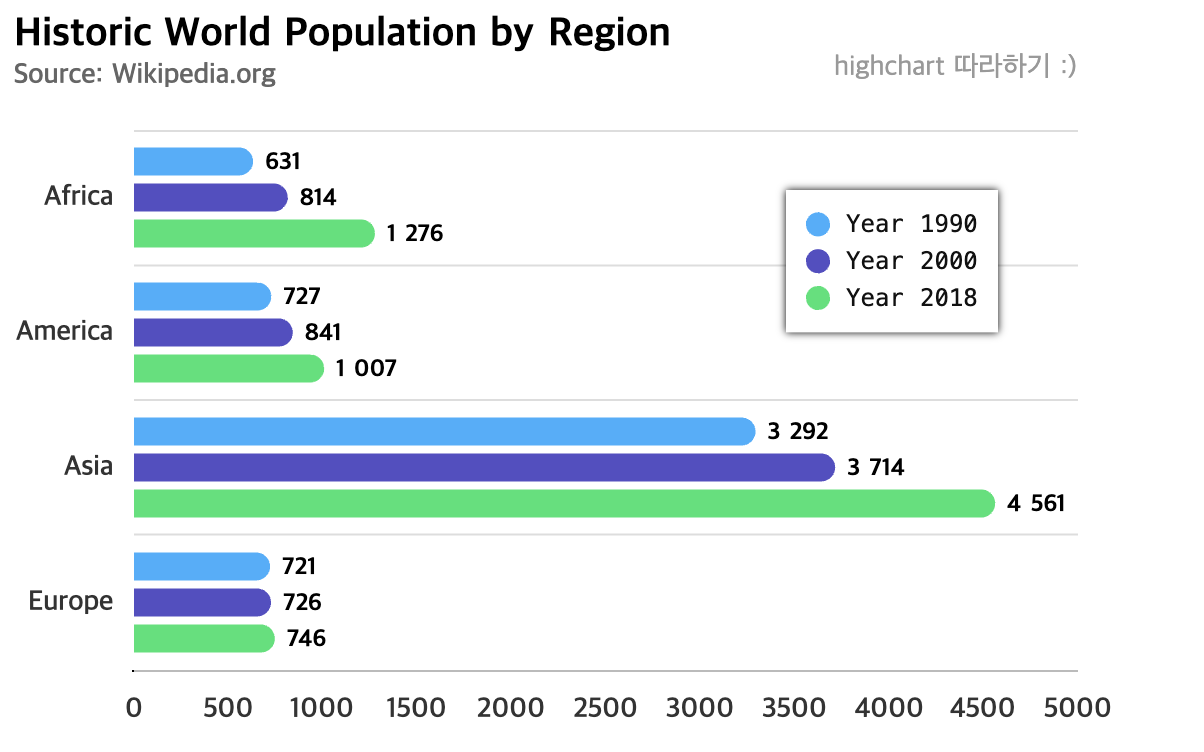 Historic World Population by Region
Source: Wikipedia.org
highchart 따라하기 :)
Africa
631
814
1 276
Year 1990
Year 2000
Year 2018
America
727
841
1 007
Asia
3 292
3 714
4 561
Europe
721
726
746
0 500 1000 1500 2000 2500 3000 3500 4000 4500 5000